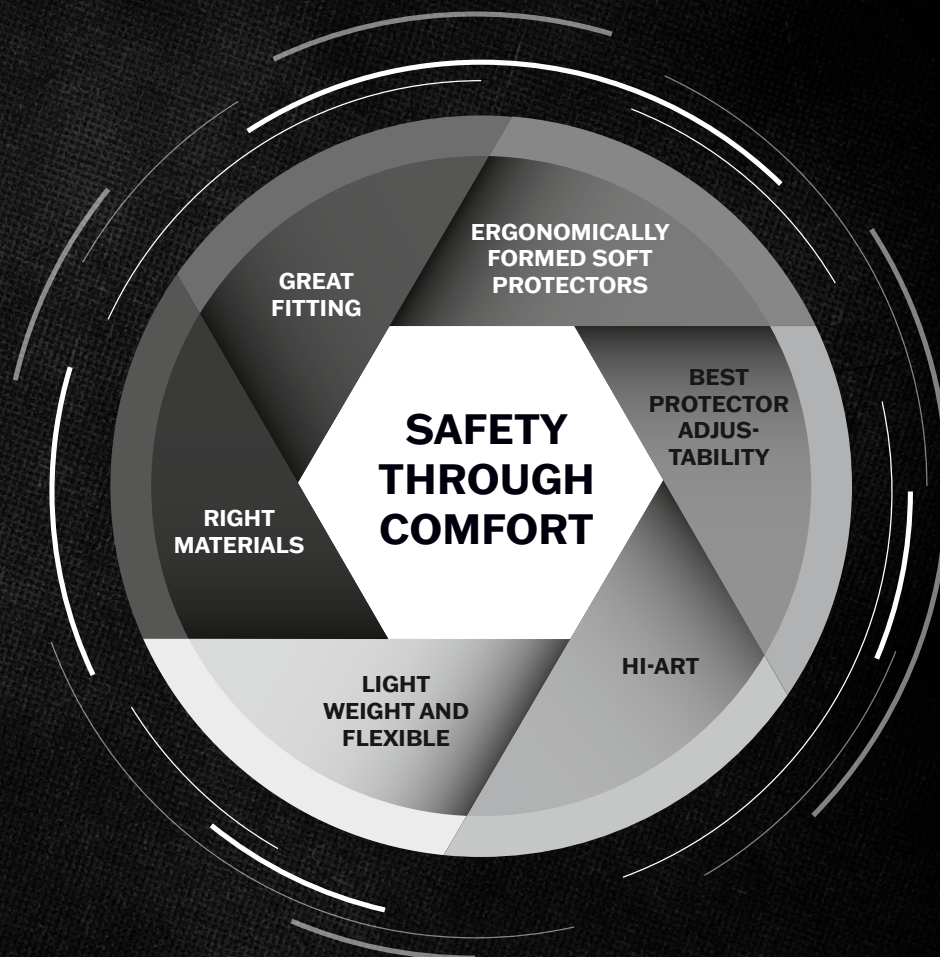 ERGONOMICALLY
FORMED SOFT
PROTECTORS
GREAT
FITTING
BEST
PROTECTOR
ADJUS-
TABILITY
SAFETY
THROUGH
COMFORT
RIGHT
MATERIALS
HI-ART
LIGHT
WEIGHT AND
FLEXIBLE